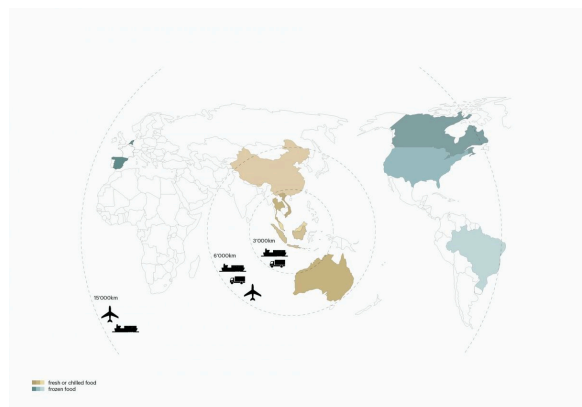 3'000km
6'000km
15'000km
fresh or chilled food
frozen food